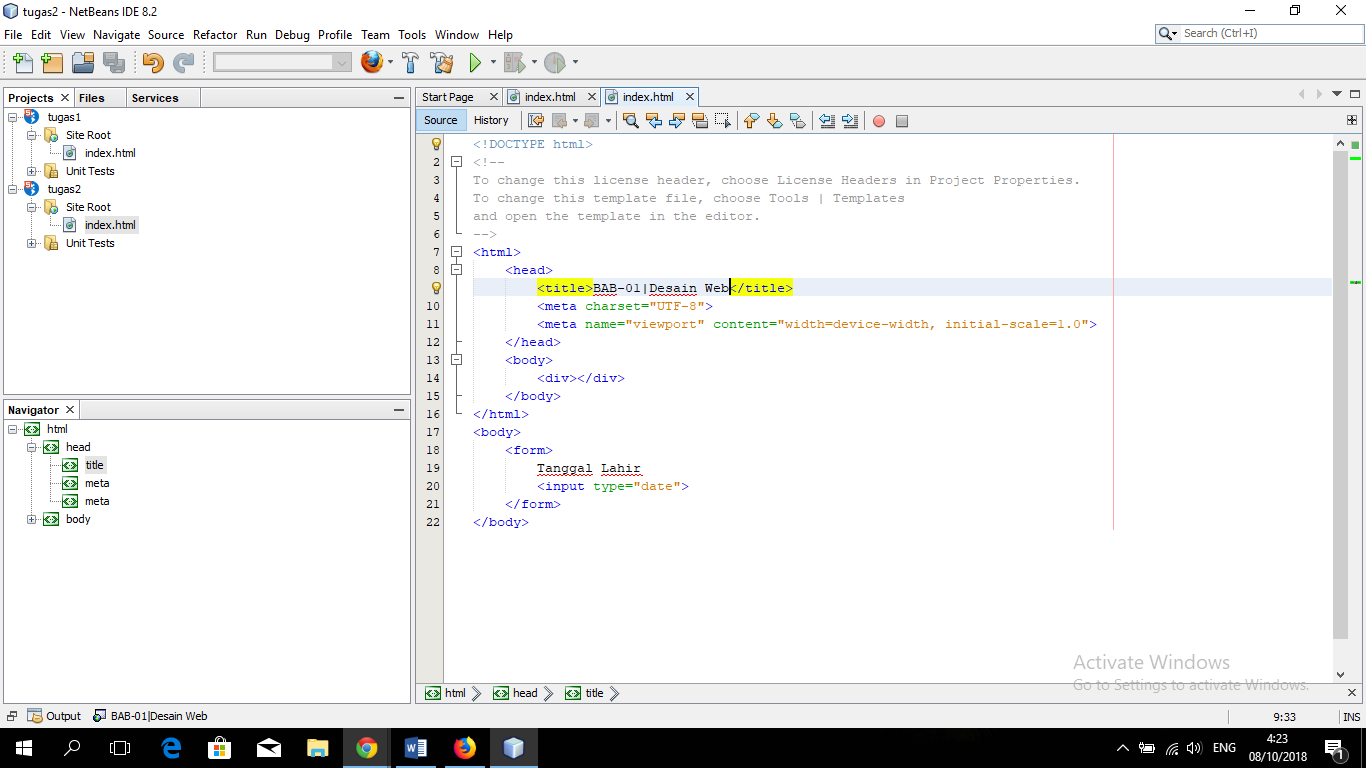 tugas2 - NetBeans IDE 8.2
File Edit View Navigate Source Refactor Run Debug Profile Team Tools Window Help
Search (Ctrl+I)
Projects Files Services
tugas1
Site Root
index.html
Unit Tests
tugas2
Site Root
index.html
Unit Tests
Navigator
html
head
title
meta
meta
body
Start Page index.html index.html
Source History
<!DOCTYPE html>
2 <!--
3 To change this license header, choose License Headers in Project Properties.
4 To change this template file, choose Tools | Templates
5 and open the template in the editor.
6 -->
7 <html>
8 <head>
<title>BAB-01|Desain Web</title>
10 <meta charset="UTF-8">
11 <meta name="viewport" content="width=device-width, initial-scale=1.0">
12 </head>
13 <body>
14 <div></div>
15 </body>
16 </html>
17 <body>
18 <form>
19 Tanggal Lahir
20 <input type="date">
21 </form>
22 </body>
Activate Windows
Go to Settings to activate Windows.
html head title
Output BAB-01|Desain Web 9:33 INS
ENG 4:23
08/10/2018 1